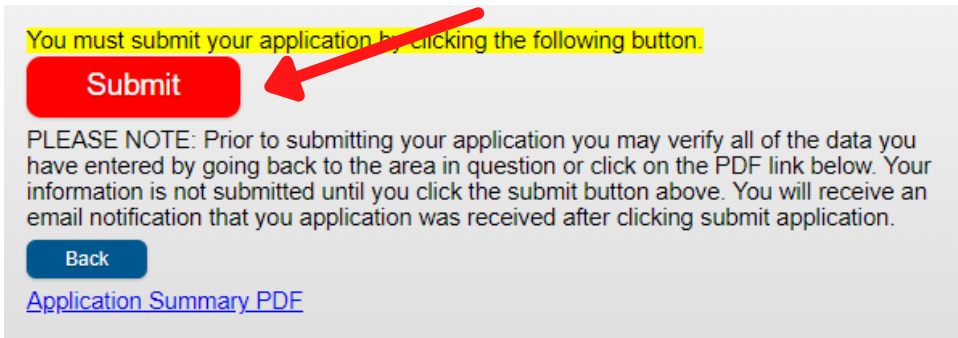 You must submit your application by clicking the following button.
Submit
PLEASE NOTE: Prior to submitting your application you may verify all of the data you
have entered by going back to the area in question or click on the PDF link below. Your
information is not submitted until you click the submit button above. You will receive an
email notification that you application was received after clicking submit application.
Back
Application Summary PDF